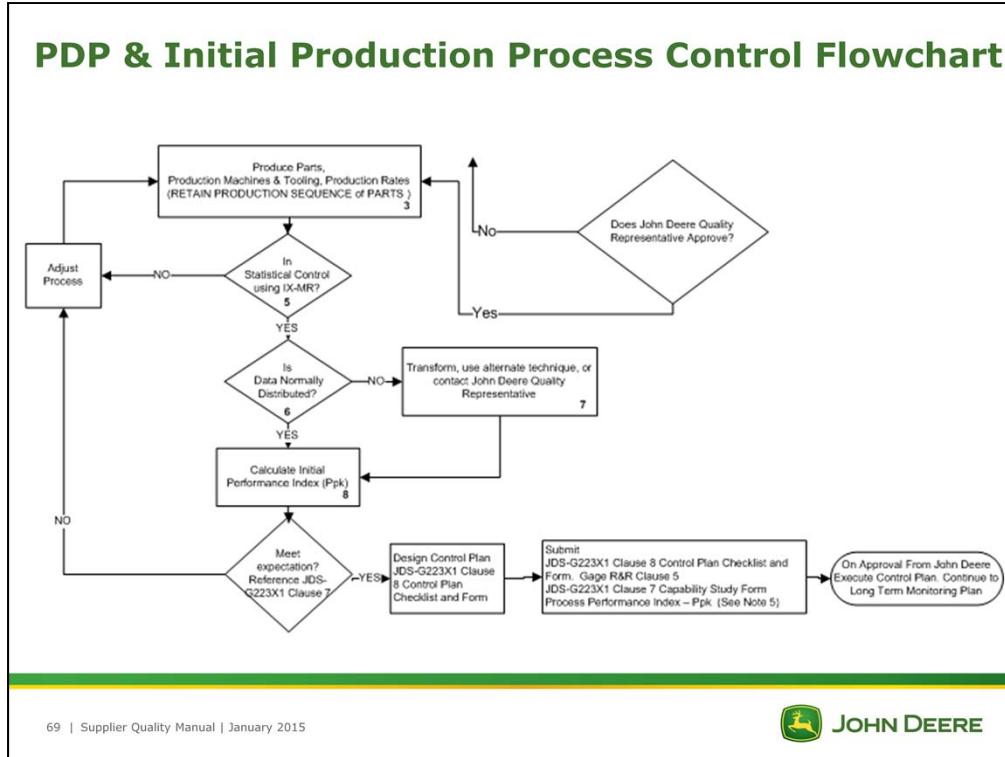 PDP & Initial Production Process Control Flowchart
Produce Parts,
Production Machines & Tooling, Production Rates
(RETAIN PRODUCTION SEQUENCE of PARTS )
3
Does John Deere Quality
Representative Approve?
No
Yes
Adjust
Process
NO
In
Statistical Control
using IX-MR?
5
YES
Is
Data Normally
Distributed?
6
NO
Transform, use alternate technique, or
contact John Deere Quality
Representative
7
YES
Calculate Initial
Performance Index (Ppk)
8
NO
Meet
expectation?
Reference JDS-
G223X1 Clause 7
YES
Design Control Plan
JDS-G223X1 Clause
8 Control Plan
Checklist and Form
Submit
JDS-G223X1 Clause 8 Control Plan Checklist and
Form. Gage R&R Clause 5
JDS-G223X1 Clause 7 Capability Study Form
Process Performance Index – Ppk (See Note 5)
On Approval From John Deere
Execute Control Plan. Continue to
Long Term Monitoring Plan
69 | Supplier Quality Manual | January 2015
JOHN DEERE